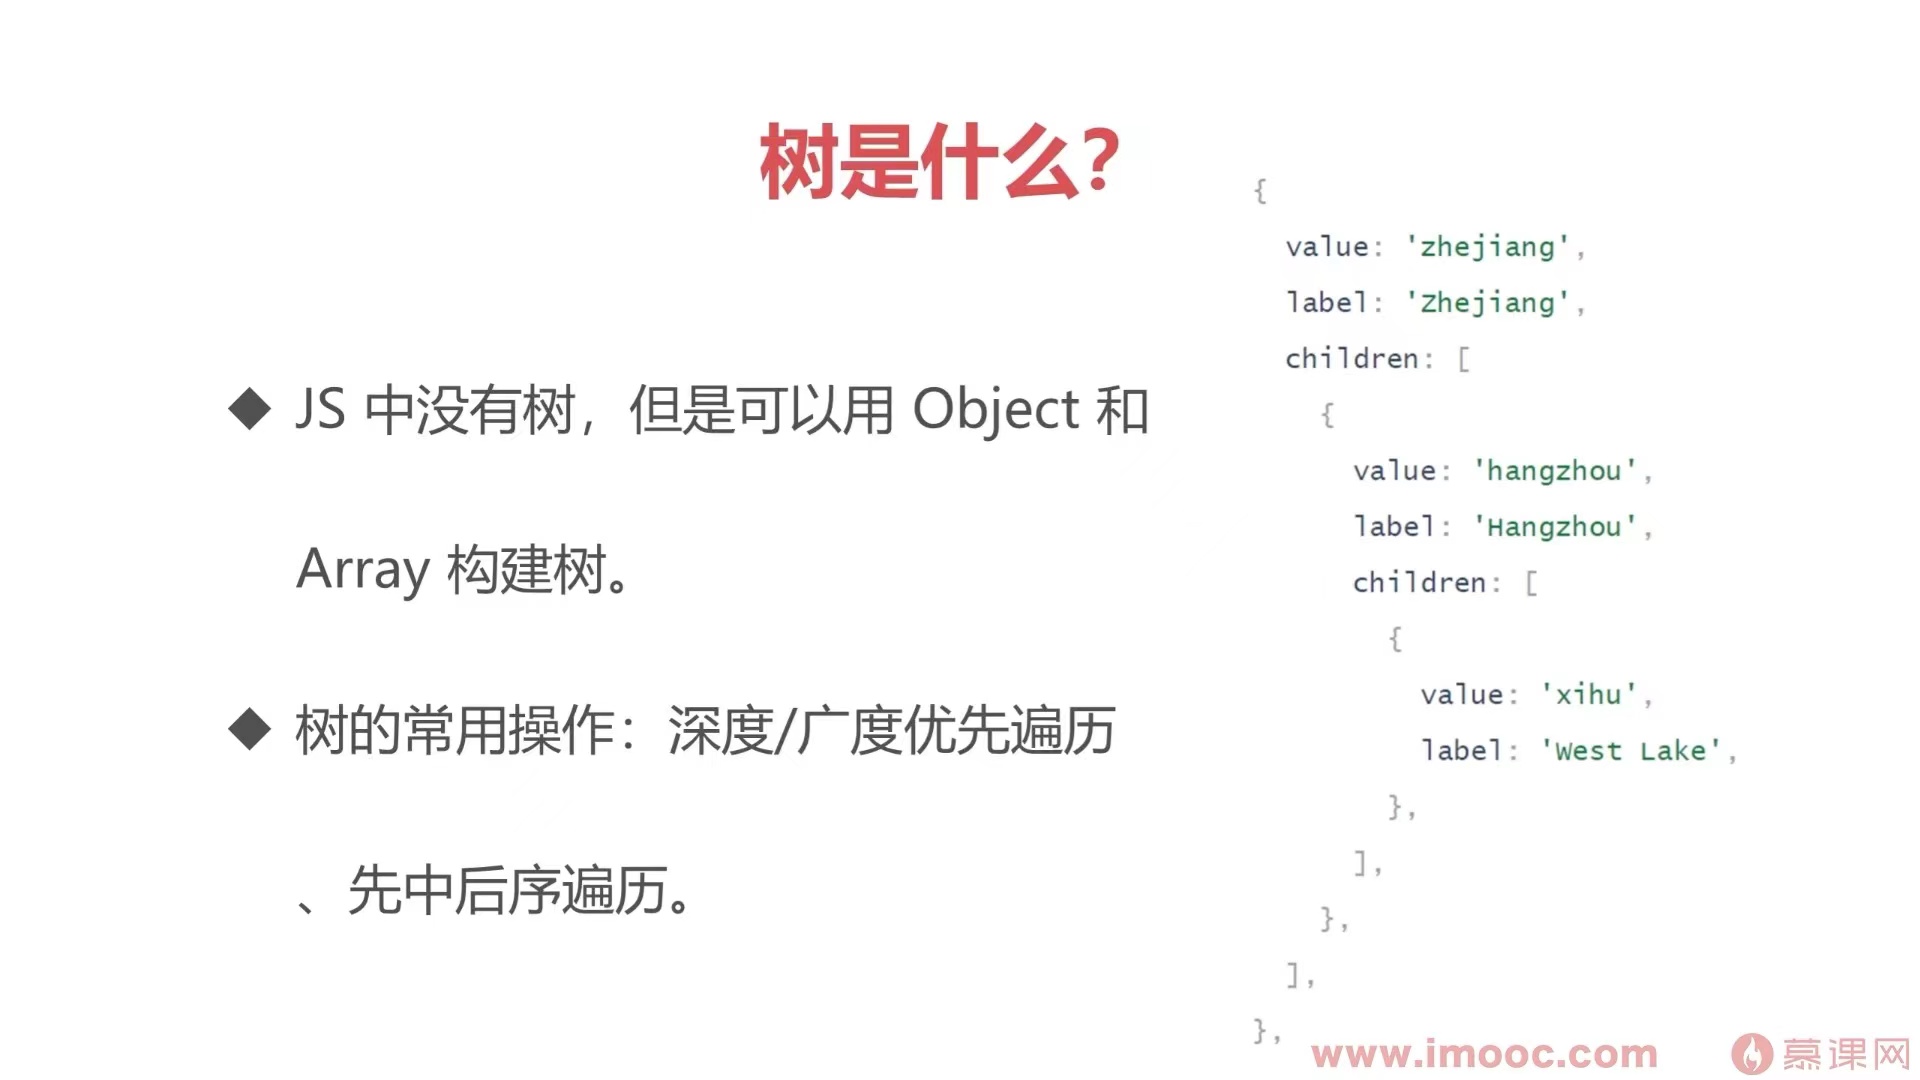 树是什么？
◆ JS 中没有树，但是可以用 Object 和
Array 构建树。
◆ 树的常用操作：深度/广度优先遍历
、先中后序遍历。
{
  value: 'zhejiang',
  label: 'Zhejiang',
  children: [
    {
      value: 'hangzhou',
      label: 'Hangzhou',
      children: [
        {
          value: 'xihu',
          label: 'West Lake',
        },
      ],
    },
  ],
},
www.imooc.com 慕课网